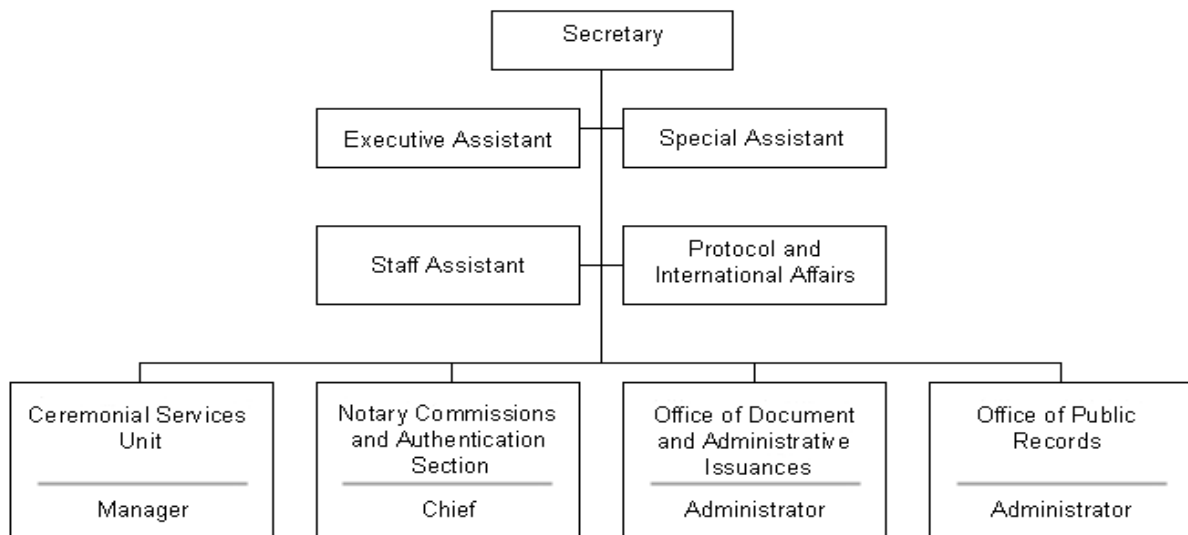 Secretary
Executive Assistant
Special Assistant
Staff Assistant
Protocol and
International Affairs
Ceremonial Services
Unit
Manager
Notary Commissions
and Authentication
Section
Chief
Office of Document
and Administrative
Issuances
Administrator
Office of Public
Records
Administrator